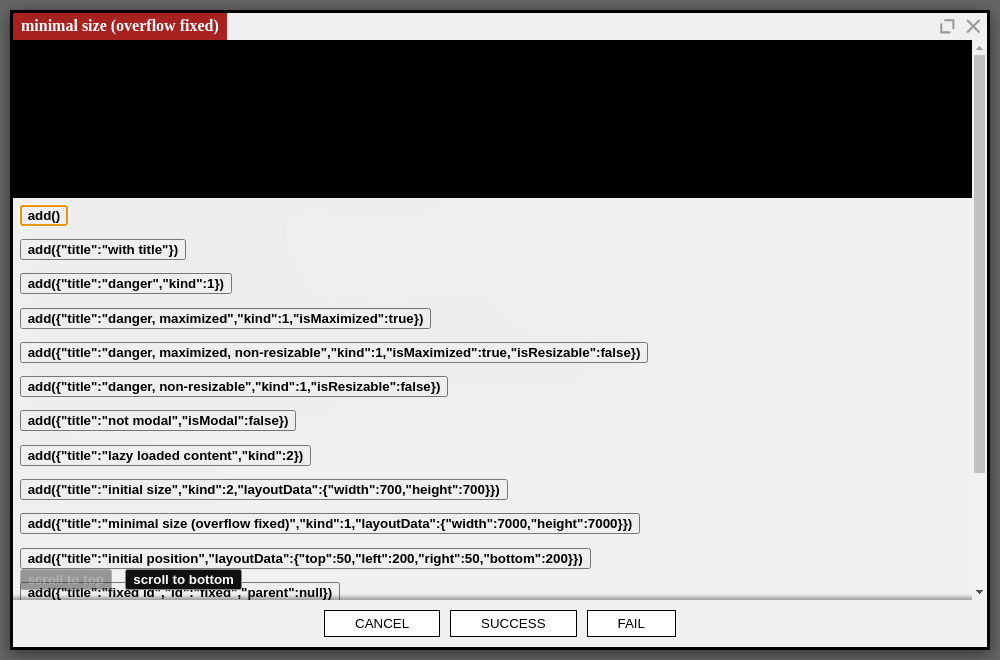 minimal size (overflow fixed)
add()
add({"title":"with title"})
add({"title":"danger","kind":1})
add({"title":"danger, maximized","kind":1,"isMaximized":true})
add({"title":"danger, maximized, non-resizable","kind":1,"isMaximized":true,"isResizable":false})
add({"title":"danger, non-resizable","kind":1,"isResizable":false})
add({"title":"not modal","isModal":false})
add({"title":"lazy loaded content","kind":2})
add({"title":"initial size","kind":2,"layoutData":{"width":700,"height":700}})
add({"title":"minimal size (overflow fixed)","kind":1,"layoutData":{"width":7000,"height":7000}})
add({"title":"initial position","layoutData":{"top":50,"left":200,"right":50,"bottom":200}})
scroll to top scroll to bottom
add({"title":"fixed id","id":"fixed","parent":null})
CANCEL SUCCESS FAIL